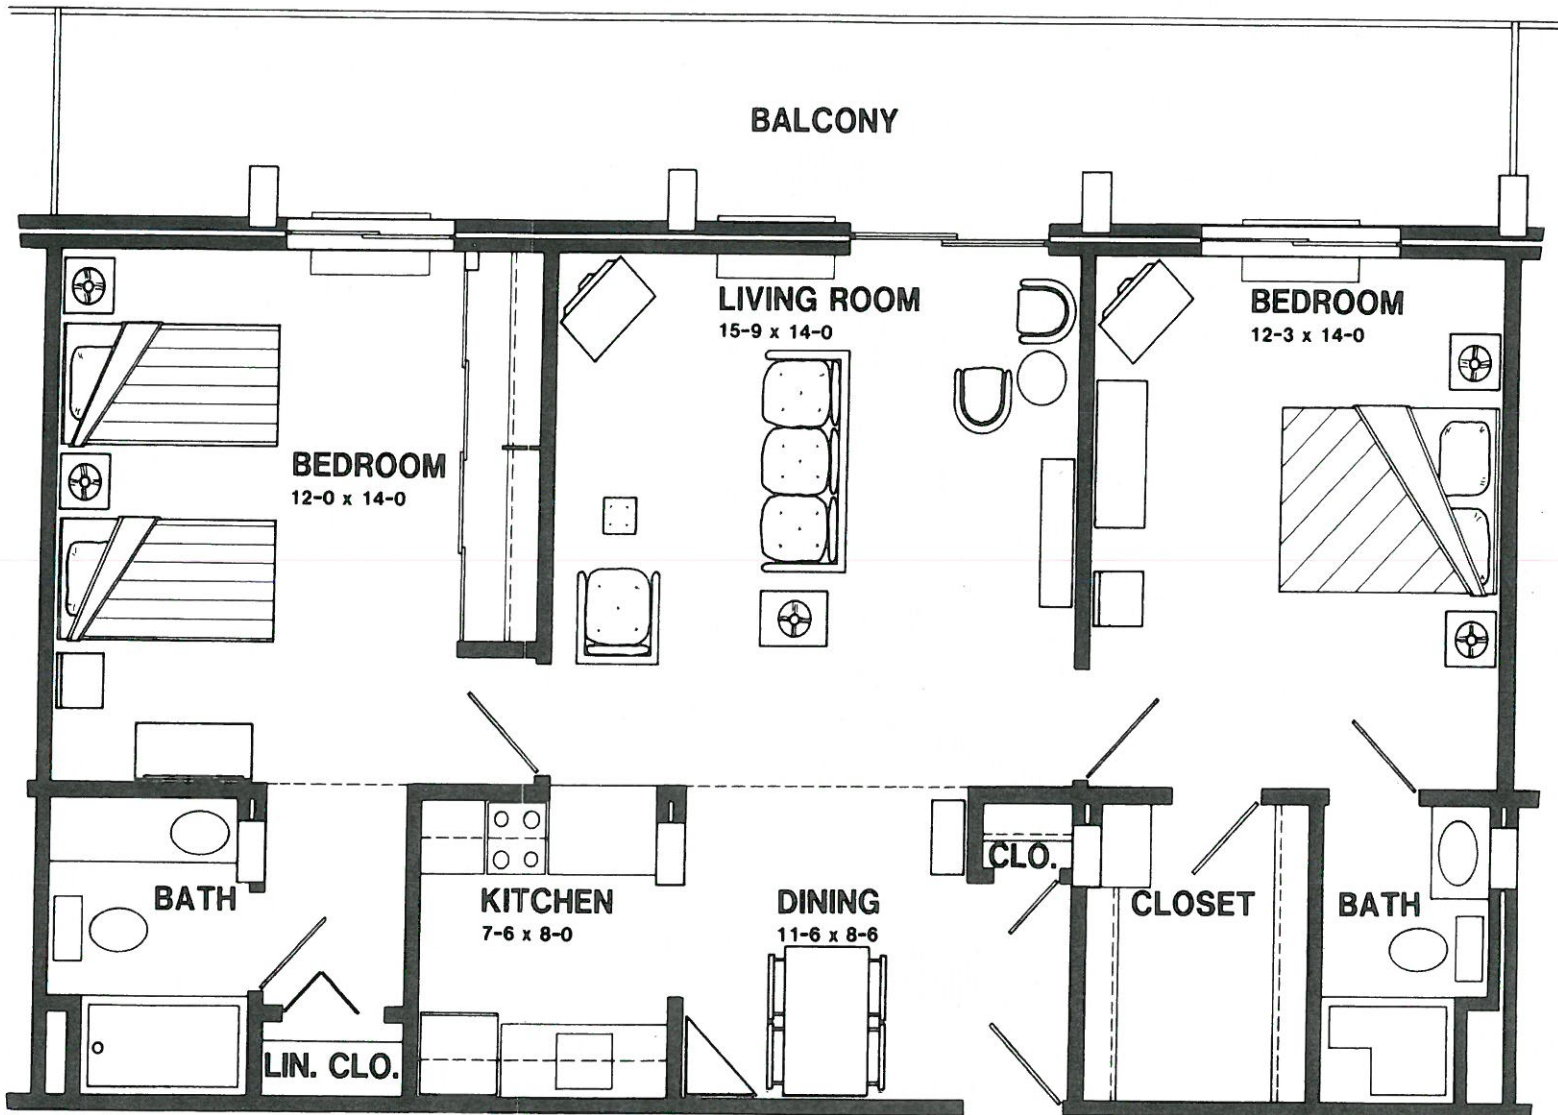 BALCONY
LIVING ROOM
15-9 x 14-0
BEDROOM
12-3 x 14-0
BEDROOM
12-0 x 14-0
CLO.
BATH
KITCHEN
7-6 x 8-0
DINING
11-6 x 8-6
CLOSET
BATH
LIN. CLO.